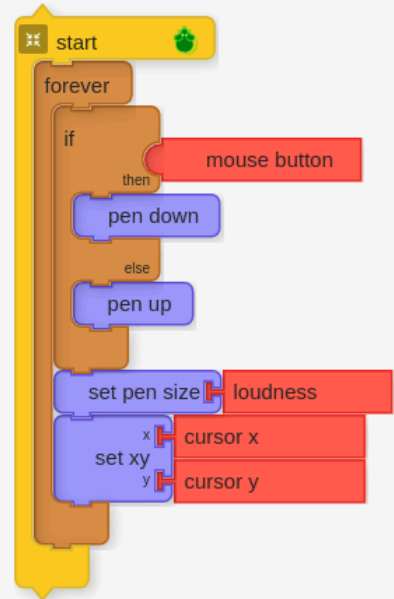 start
forever
if
mouse button
then
pen down
else
pen up
set pen size loudness
x cursor x
set xy
y cursor y